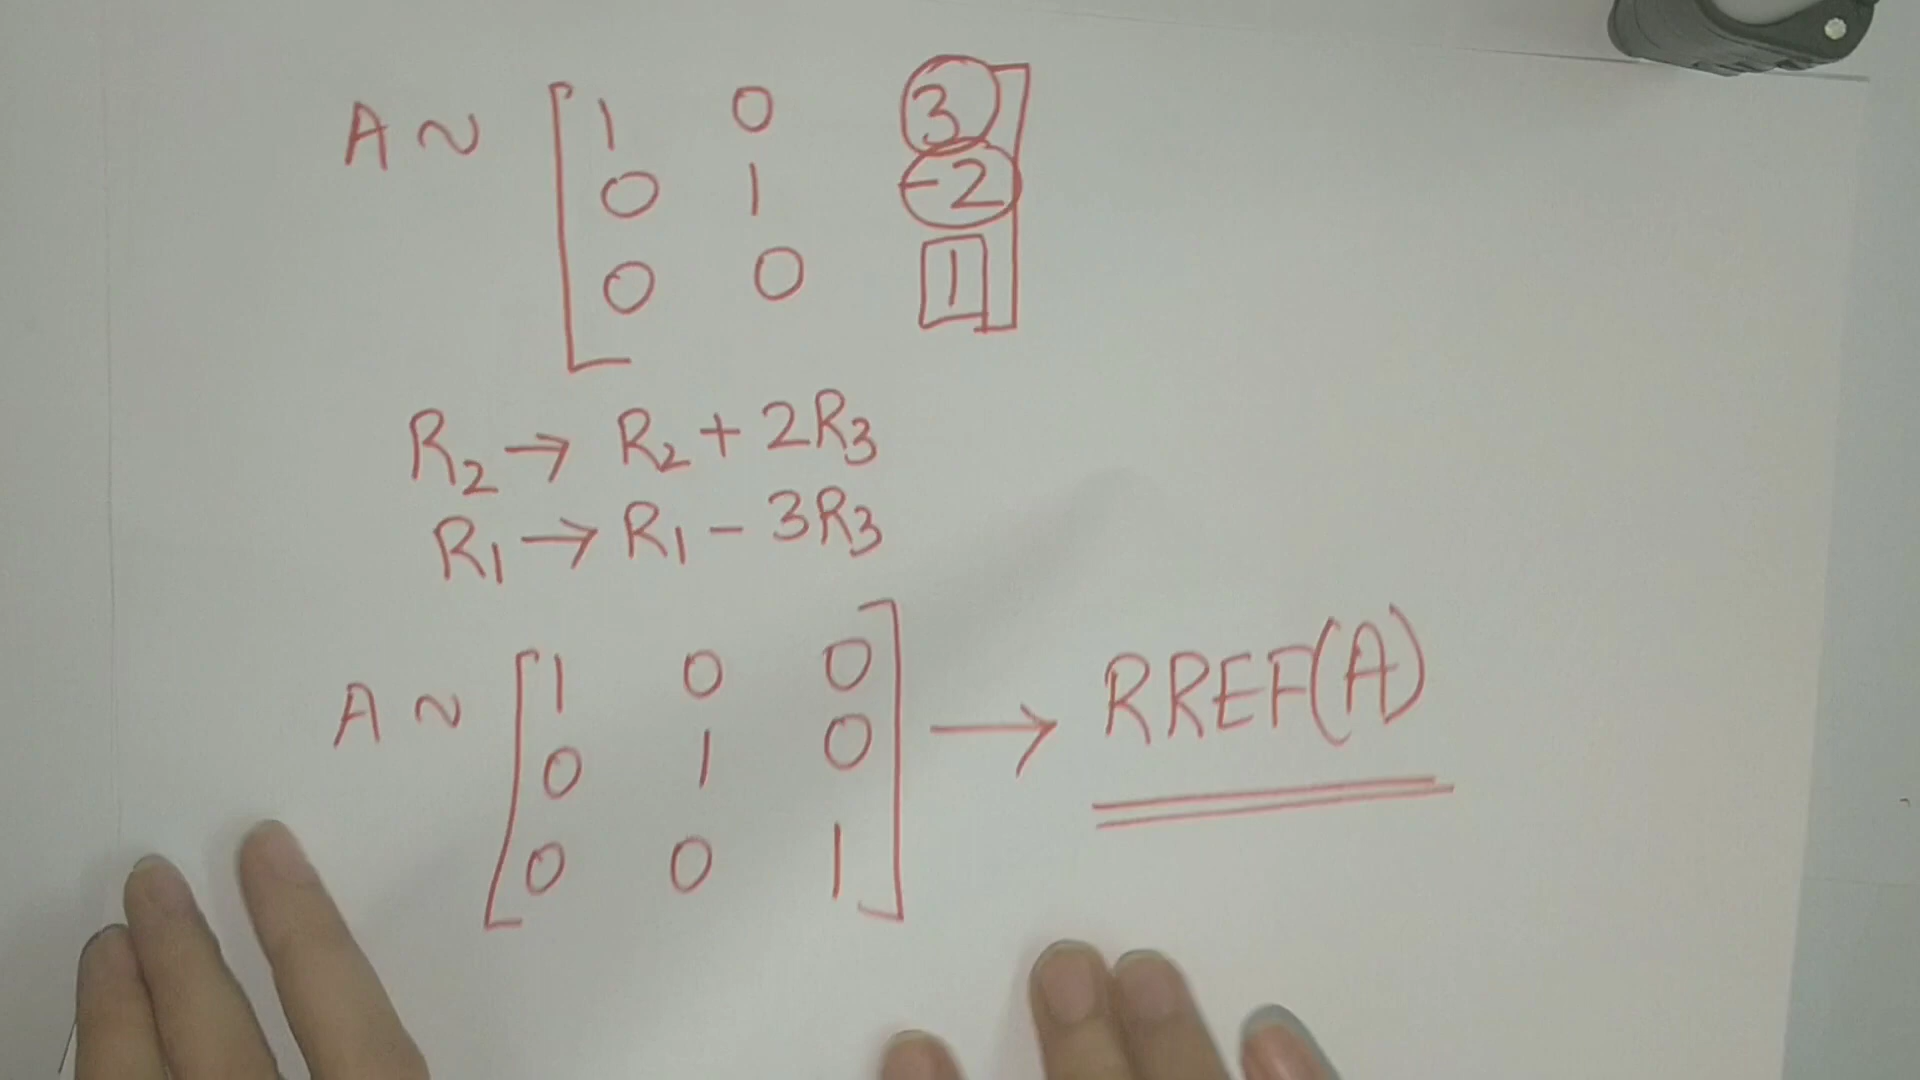 A ~ [ 1 0 3
0 1 -2
0 0 1 ]
R₂ → R₂ + 2R₃
R₁ → R₁ - 3R₃
A ~ [ 1 0 0
0 1 0 → RREF(A)
0 0 1 ]